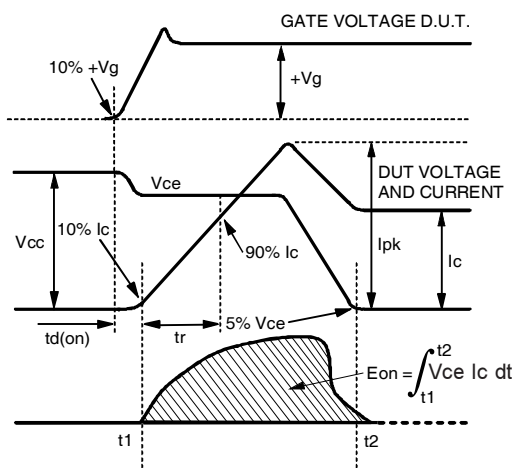 GATE VOLTAGE D.U.T.
10% +Vg
+Vg
Vce
DUT VOLTAGE
AND CURRENT
Vcc
10% Ic
90% Ic
Ipk
Ic
td(on)
tr
5% Vce
Eon = ∫ Vce Ic dt
t2
t1
t1
t2